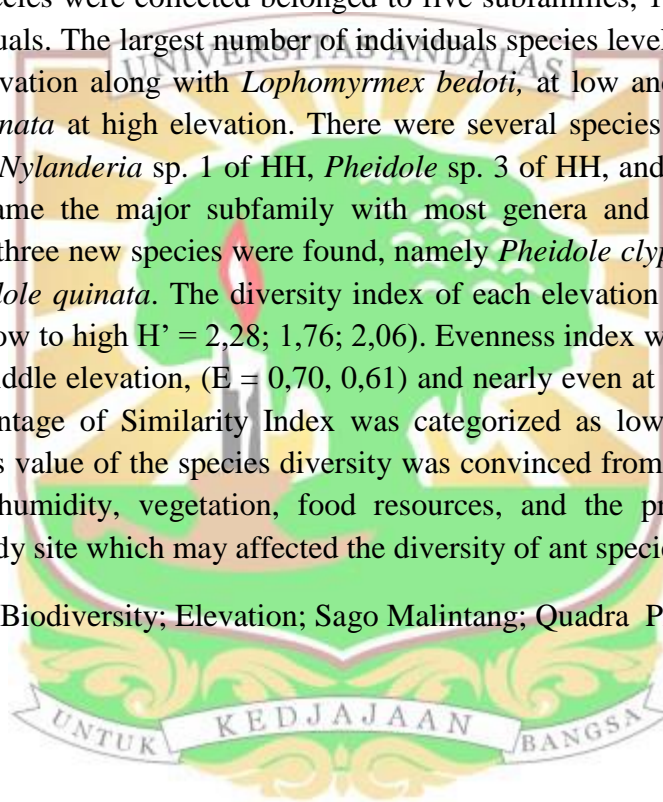 ecies were collected belonged to five subfamilies, 1
uals. The largest number of individuals species level
UNIVERSITAS ANDALAS
vation along with Lophomyrmex bedoti, at low and
nata at high elevation. There were several species
Nylanderia sp. 1 of HH, Pheidole sp. 3 of HH, and
ame the major subfamily with most genera and
three new species were found, namely Pheidole clyp
dole quinata. The diversity index of each elevation
ow to high H’ = 2,28; 1,76; 2,06). Evenness index w
iddle elevation, (E = 0,70, 0,61) and nearly even at
ntage of Similarity Index was categorized as low
s value of the species diversity was convinced from
humidity, vegetation, food resources, and the pr
dy site which may affected the diversity of ant specie
Biodiversity; Elevation; Sago Malintang; Quadra P
UNTUK KEDJAJAAN BANGSA